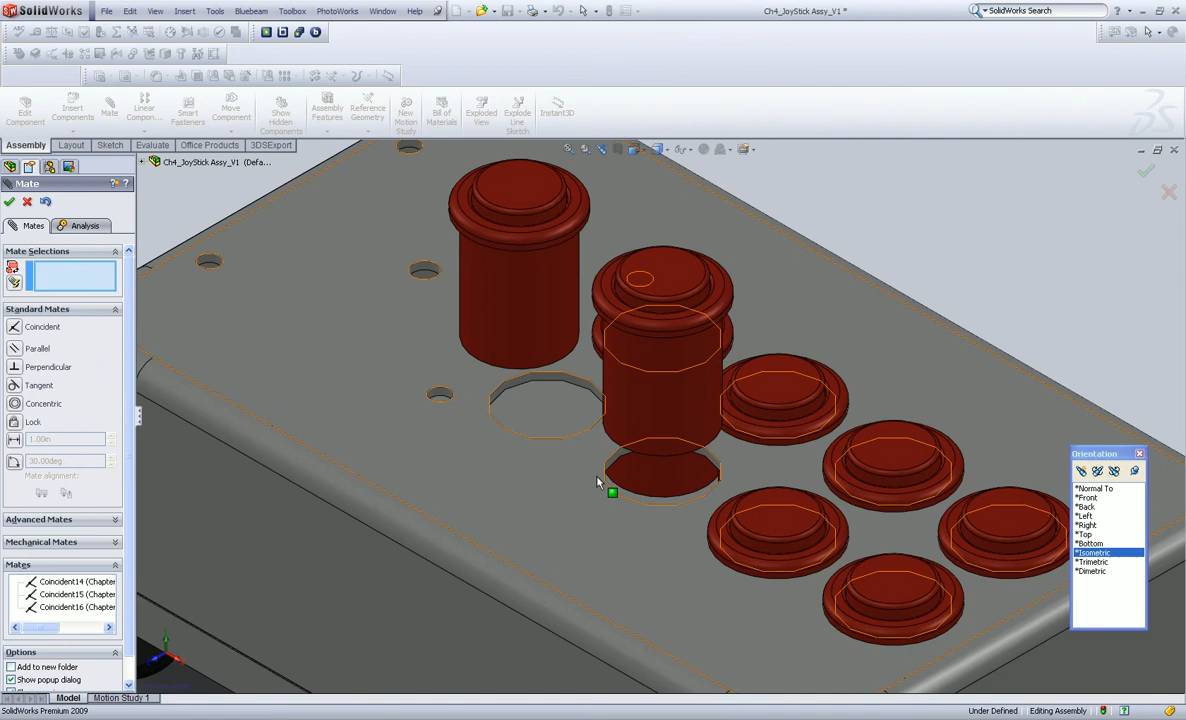 SolidWorks File Edit View Insert Tools Bluebeam Toolbox PhotoWorks Window Help Ch4_JoyStick Assy_V1 * SolidWorks Search
Edit Component
Insert Components
Mate
Linear Compon...
Smart Fasteners
Move Component
Show Hidden Components
Assembly Features
Reference Geometry
New Motion Study
Bill of Materials
Exploded View
Explode Line Sketch
Instant3D
Assembly Layout Sketch Evaluate Office Products 3DSExport
Ch4_JoyStick Assy_V1 (Defa...
Mate
Mates Analysis
Mate Selections
Standard Mates
Coincident
Parallel
Perpendicular
Tangent
Concentric
Lock
1.00in
30.00deg
Mate alignment:
Advanced Mates
Mechanical Mates
Mates
Coincident14 (Chapter
Coincident15 (Chapter
Coincident16 (Chapter
Options
Add to new folder
Show popup dialog
Orientation
*Normal To
*Front
*Back
*Left
*Right
*Top
*Bottom
*Isometric
*Trimetric
*Dimetric
Model Motion Study 1
SolidWorks Premium 2009 Under Defined Editing Assembly